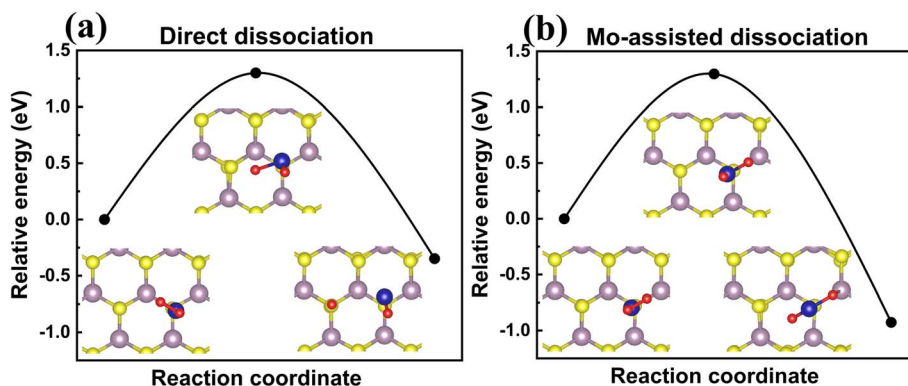 (a)
Direct dissociation
Relative energy (eV)
1.5
1.0
0.5
0.0
-0.5
-1.0
Reaction coordinate
(b)
Mo-assisted dissociation
Relative energy (eV)
1.5
1.0
0.5
0.0
-0.5
-1.0
Reaction coordinate